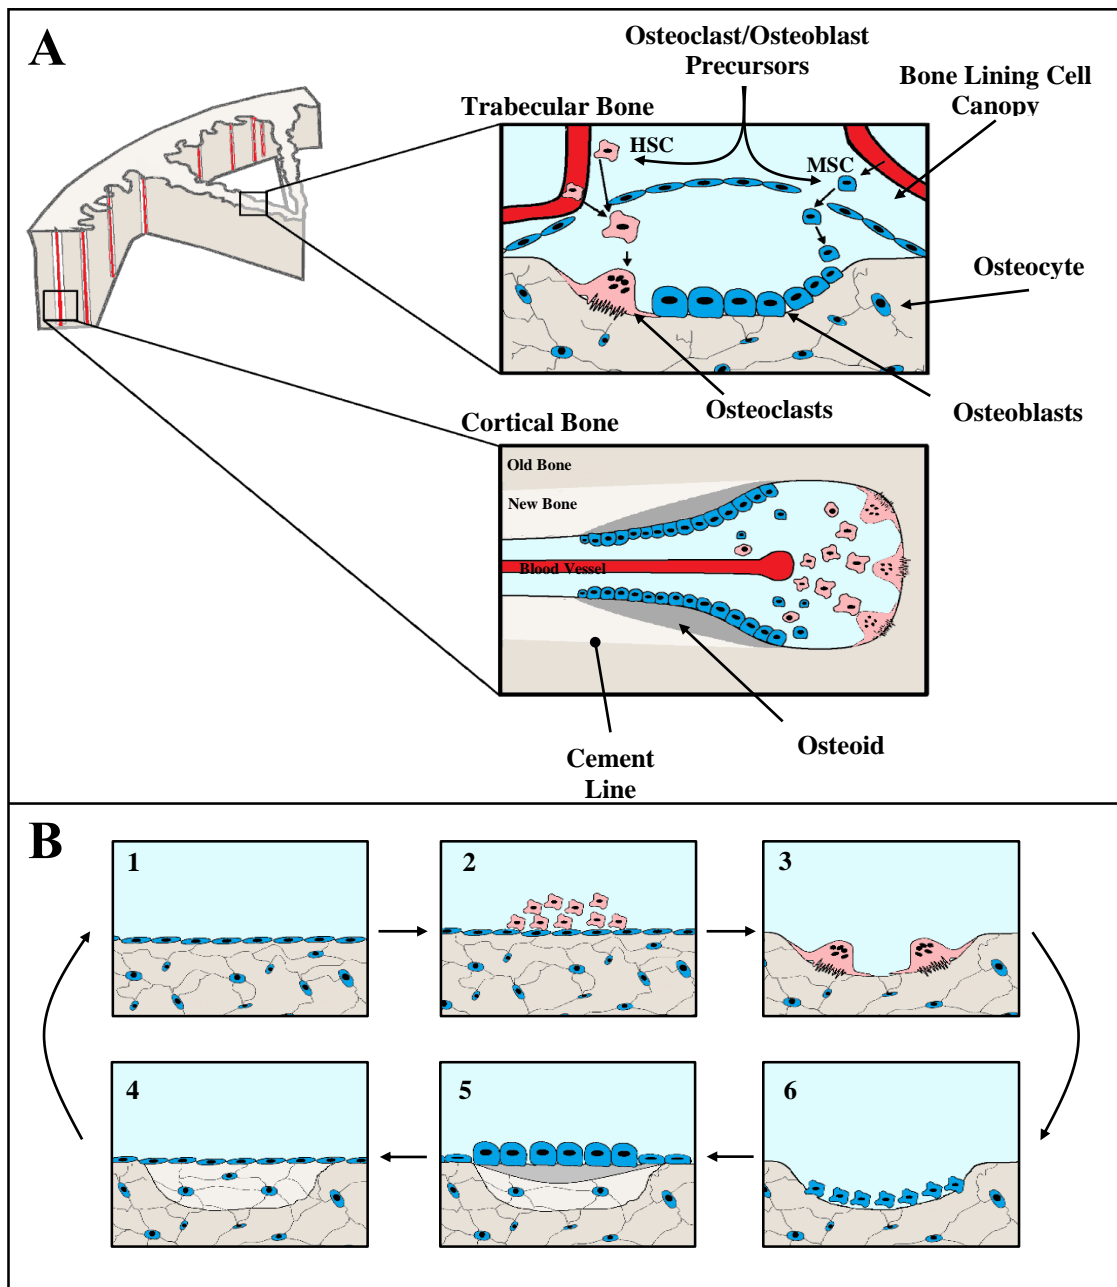 A
Osteoclast/Osteoblast
Precursors
Bone Lining Cell
Canopy
Trabecular Bone
HSC
MSC
Osteocyte
Osteoclasts
Osteoblasts
Cortical Bone
Old Bone
New Bone
Blood Vessel
Osteoid
Cement
Line
B
1
2
3
4
5
6